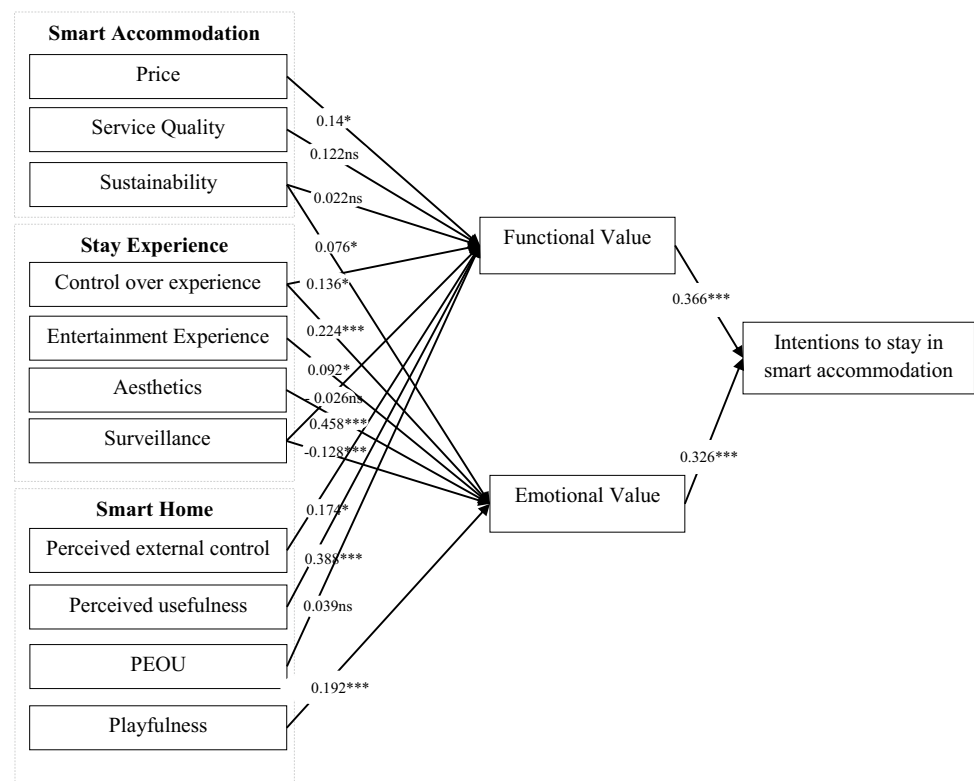 Smart Accommodation
Price
Service Quality
Sustainability
Stay Experience
Control over experience
Entertainment Experience
Aesthetics
Surveillance
Smart Home
Perceived external control
Perceived usefulness
PEOU
Playfulness
0.14*
0.122ns
0.022ns
0.076*
0.136*
0.224***
0.092*
- 0.026ns
0.458***
-0.128***
0.174*
0.388***
0.039ns
0.192***
Functional Value
Emotional Value
0.366***
0.326***
Intentions to stay in
smart accommodation